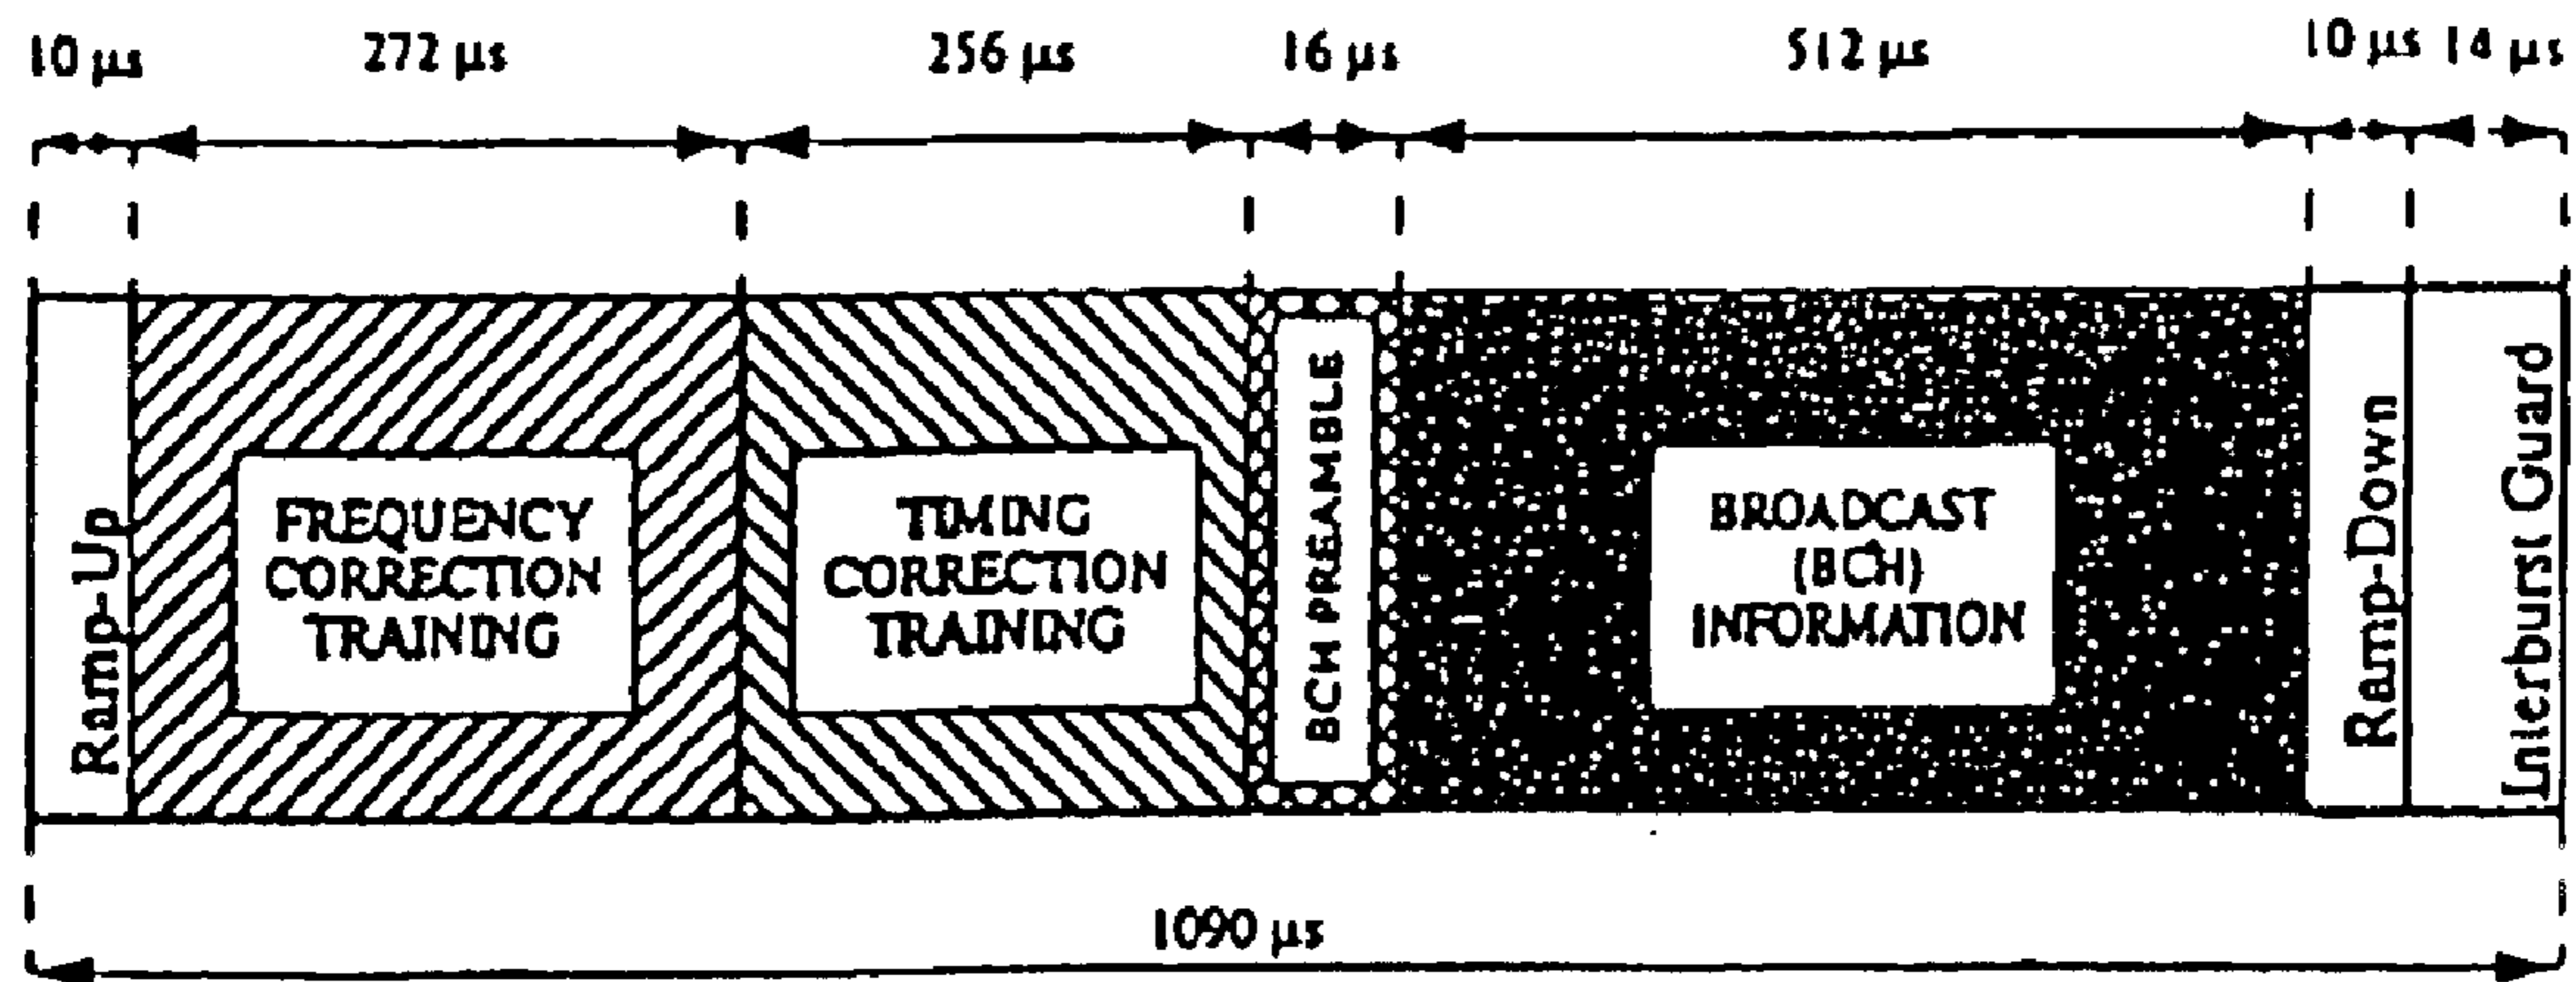 10 µs 272 µs 256 µs 16 µs 512 µs 10 µs 14 µs
Ramp-Up
FREQUENCY
CORRECTION
TRAINING
TIMING
CORRECTION
TRAINING
BCH PREAMBLE
BROADCAST
(BCH)
INFORMATION
Ramp-Down
Interburst Guard
1090 µs